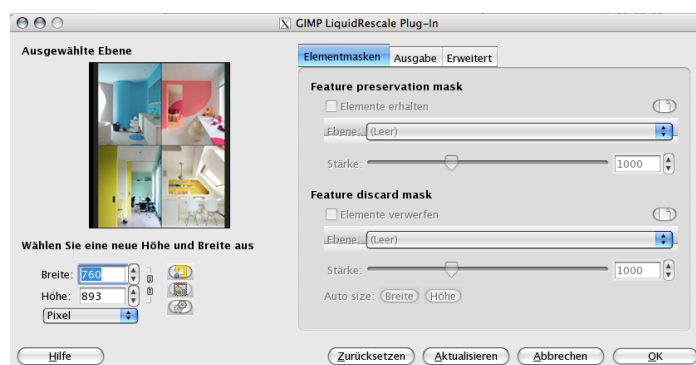 GIMP LiquidRescale Plug-In
Ausgewählte Ebene
Wählen Sie eine neue Höhe und Breite aus
Breite: 760
Höhe: 893
Pixel
Elementmasken Ausgabe Erweitert
Feature preservation mask
Elemente erhalten
Ebene: (Leer)
Stärke: 1000
Feature discard mask
Elemente verwerfen
Ebene: (Leer)
Stärke: 1000
Auto size: Breite Höhe
Hilfe Zurücksetzen Aktualisieren Abbrechen OK